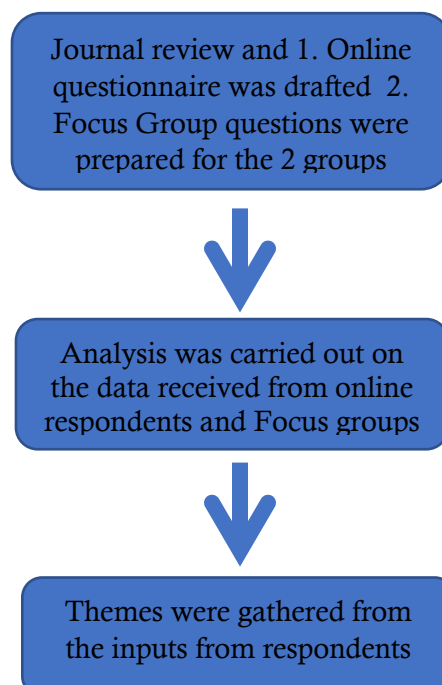 Journal review and 1. Online
questionnaire was drafted  2.
Focus Group questions were
prepared for the 2 groups
Analysis was carried out on
the data received from online
respondents and Focus groups
Themes were gathered from
the inputs from respondents